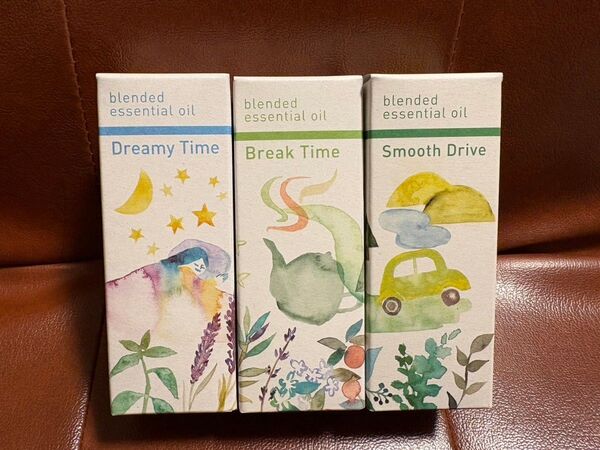 blended
essential oil
Dreamy Time
blended
essential oil
Break Time
blended
essential oil
Smooth Drive